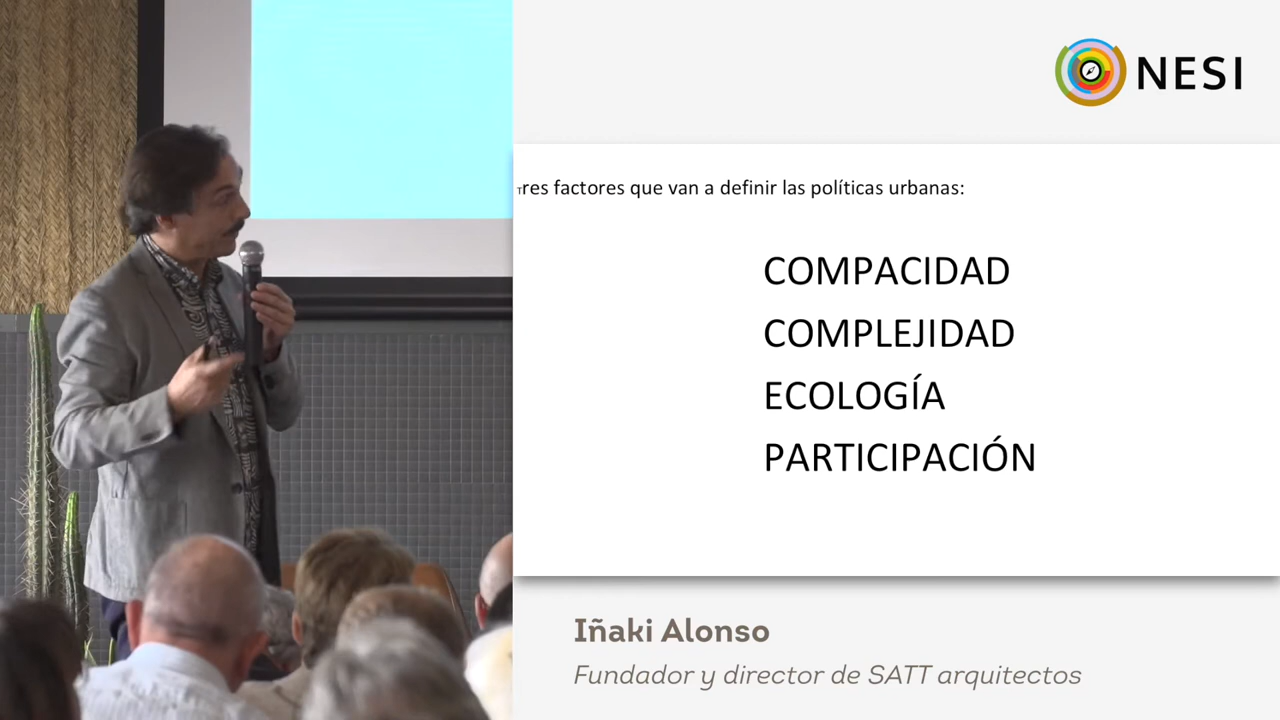 NESI
Tres factores que van a definir las políticas urbanas:
COMPACIDAD
COMPLEJIDAD
ECOLOGÍA
PARTICIPACIÓN
Iñaki Alonso
Fundador y director de SATT arquitectos